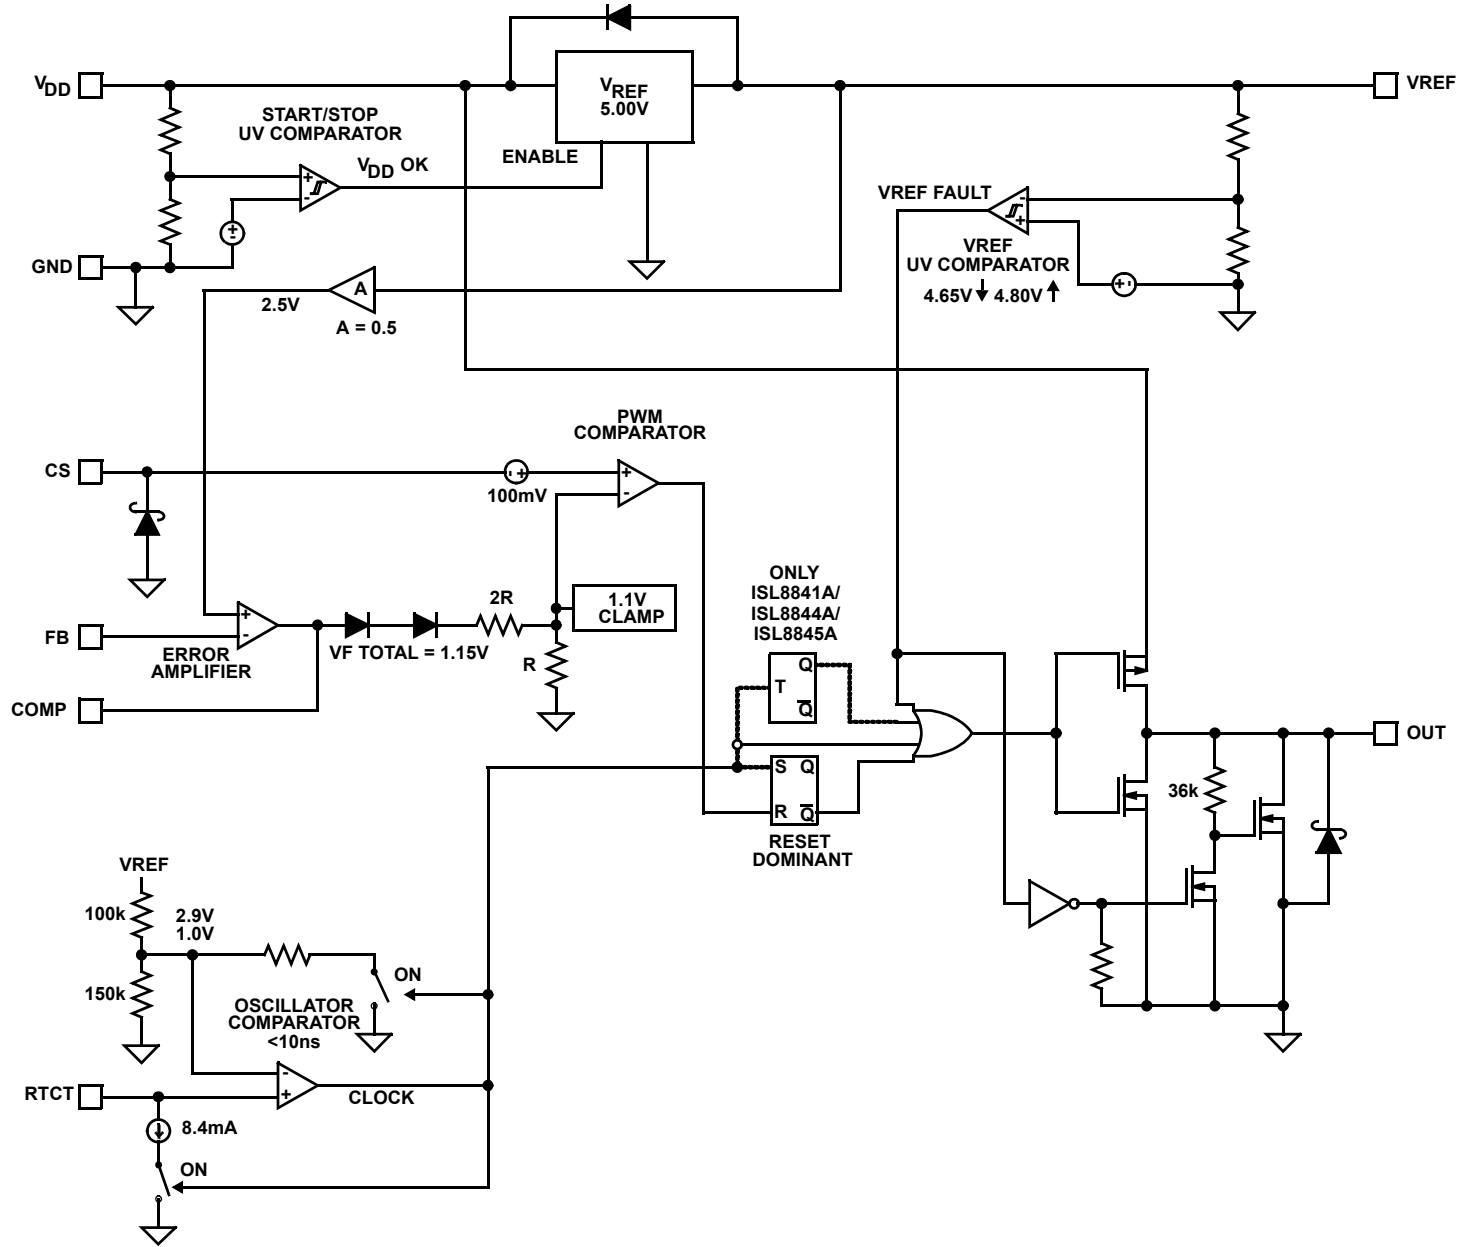 VDD
VREF
5.00V
VREF
START/STOP
UV COMPARATOR
VDD OK
ENABLE
+
-
+
-
GND
VREF FAULT
-
+
VREF
UV COMPARATOR
4.65V 4.80V
+
-
A
2.5V
A = 0.5
PWM
COMPARATOR
CS
- +
100mV
+
-
ONLY
ISL8841A/
ISL8844A/
ISL8845A
2R
1.1V
CLAMP
+
-
FB
ERROR
AMPLIFIER
VF TOTAL = 1.15V
R
COMP
Q
T
Q
OUT
S Q
R Q
RESET
DOMINANT
36k
VREF
100k
2.9V
1.0V
150k
ON
OSCILLATOR
COMPARATOR
<10ns
-
+
RTCT
CLOCK
8.4mA
ON